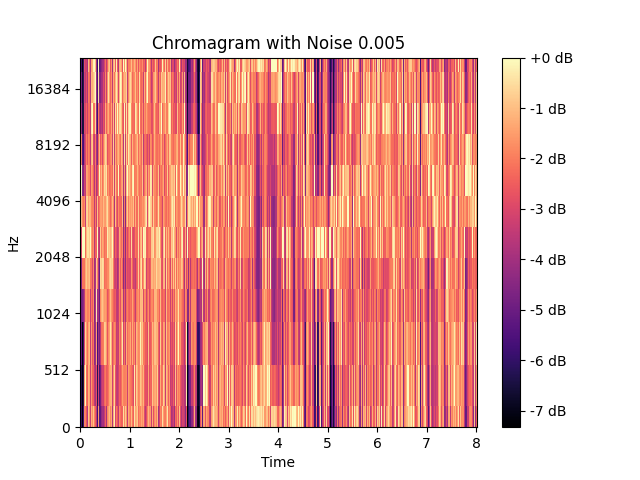 Chromagram with Noise 0.005
Hz
16384
8192
4096
2048
1024
512
0
0 1 2 3 4 5 6 7 8
Time
+0 dB
-1 dB
-2 dB
-3 dB
-4 dB
-5 dB
-6 dB
-7 dB